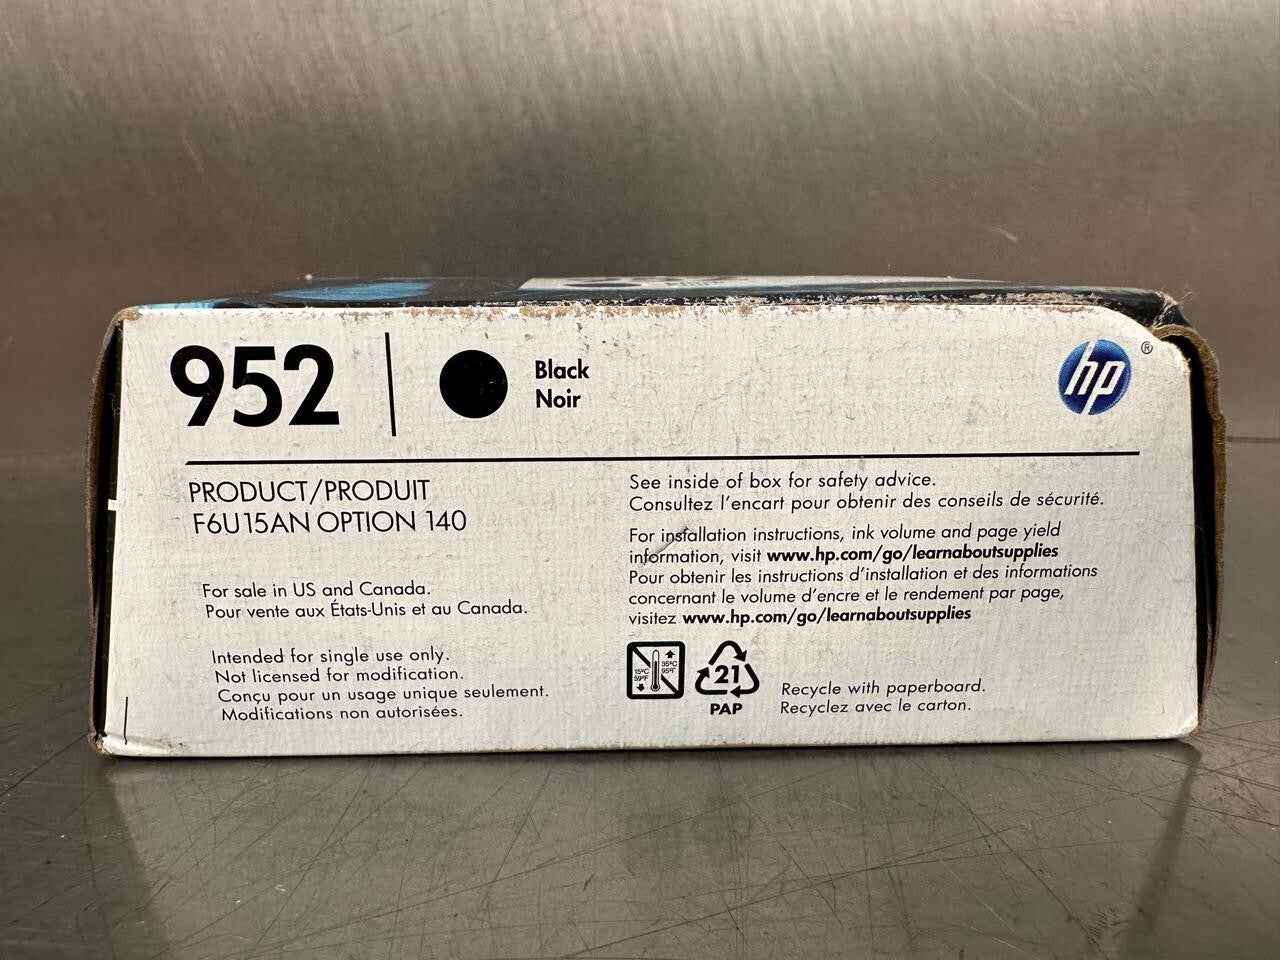 952
Black
Noir
hp®
PRODUCT/PRODUIT
F6U15AN OPTION 140
For sale in US and Canada.
Pour vente aux États-Unis et au Canada.
Intended for single use only.
Not licensed for modification.
Conçu pour un usage unique seulement.
Modifications non autorisées.
See inside of box for safety advice.
Consultez l'encart pour obtenir des conseils de sécurité.
For installation instructions, ink volume and page yield
information, visit www.hp.com/go/learnaboutsupplies
Pour obtenir les instructions d'installation et des informations
concernant le volume d'encre et le rendement par page,
visitez www.hp.com/go/learnaboutsupplies
15°C
59°F
35°C
95°F
21
PAP
Recycle with paperboard.
Recyclez avec le carton.